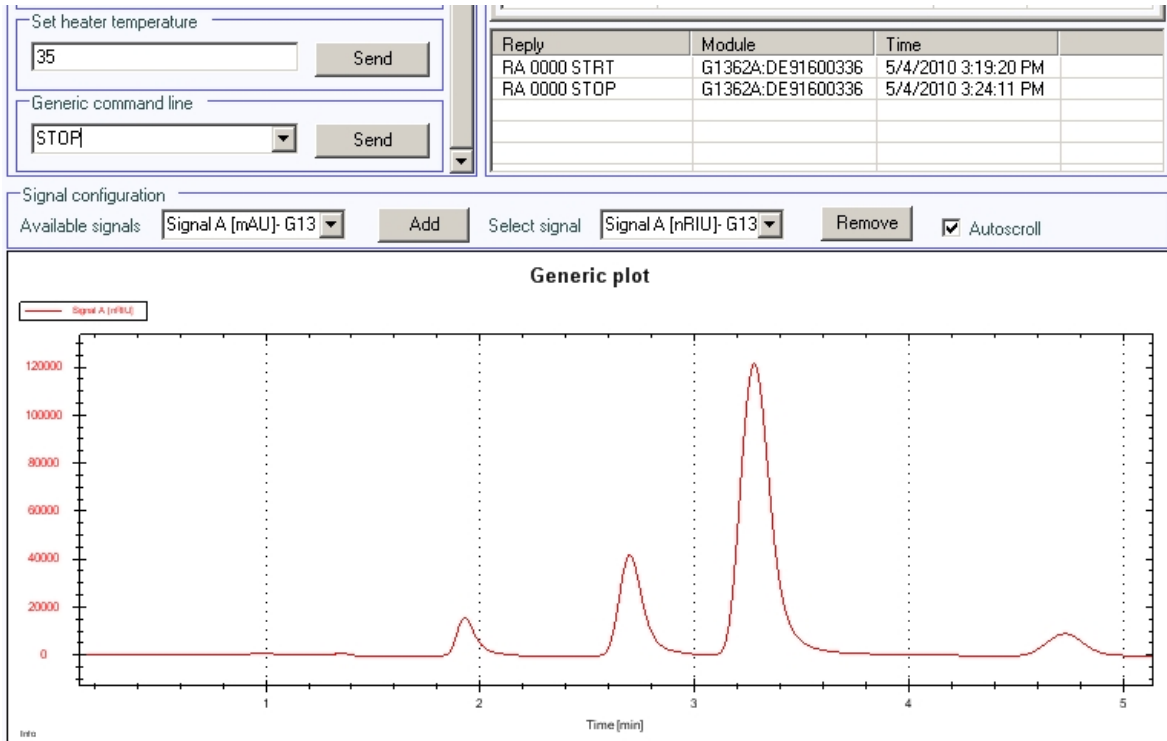 Set heater temperature
35
Send
Generic command line
STOP
Send
Reply Module Time
RA 0000 STRT G1362A:DE91600336 5/4/2010 3:19:20 PM
RA 0000 STOP G1362A:DE91600336 5/4/2010 3:24:11 PM
Signal configuration
Available signals Signal A [mAU]- G13 Add Select signal Signal A [nRIU]- G13 Remove Autoscroll
Generic plot
Signal A [nRIU]
120000
100000
80000
60000
40000
20000
0
1 2 3 4 5
Time [min]
Info